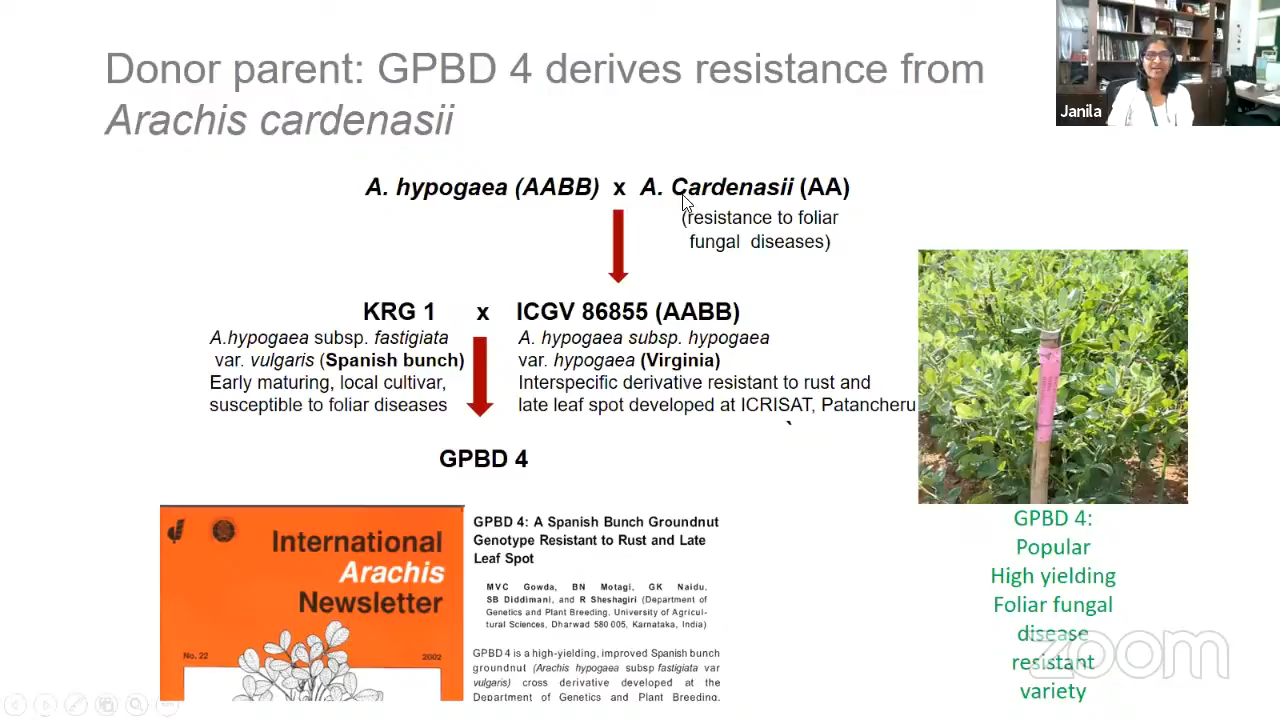 Donor parent: GPBD 4 derives resistance from
Arachis cardenasii
Janila
A. hypogaea (AABB) x A. Cardenasii (AA)
(resistance to foliar
fungal diseases)
KRG 1 x ICGV 86855 (AABB)
A.hypogaea subsp. fastigiata
var. vulgaris (Spanish bunch)
Early maturing, local cultivar,
susceptible to foliar diseases
A. hypogaea subsp. hypogaea
var. hypogaea (Virginia)
Interspecific derivative resistant to rust and
late leaf spot developed at ICRISAT, Patancheru
GPBD 4
International
Arachis
Newsletter
No. 22
2002
GPBD 4: A Spanish Bunch Groundnut
Genotype Resistant to Rust and Late
Leaf Spot
MVC Gowda, BN Motagi, GK Naidu,
SB Diddimani, and R Sheshagiri (Department of
Genetics and Plant Breeding, University of Agricul-
tural Sciences, Dharwad 580 005, Karnataka, India)
GPBD 4 is a high-yielding, improved Spanish bunch
groundnut (Arachis hypogaea subsp fastigiata var
vulgaris) cross derivative developed at the
Department of Genetics and Plant Breeding,
GPBD 4:
Popular
High yielding
Foliar fungal
disease
resistant
variety
zoom